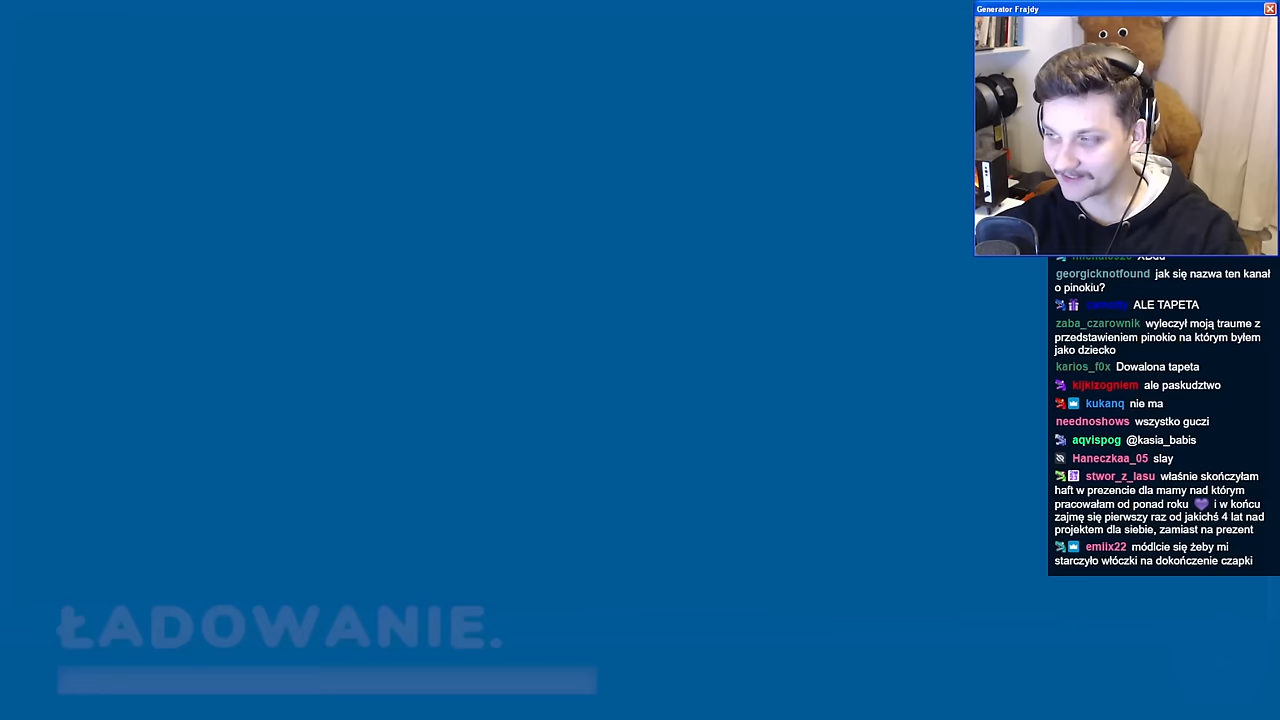 Generator Frajdy
georgicknotfound jak się nazwa ten kanał
o pinokiu?
ALE TAPETA
zaba_czarownik wyleczył moją traume z
przedstawieniem pinokio na którym byłem
jako dziecko
karios_f0x Dowalona tapeta
kijkizogniem ale paskudztwo
kukanq nie ma
neednoshows wszystko guczi
aqvispog @kasia_babis
Haneczkaa_05 slay
stwor_z_lasu właśnie skończyłam
haft w prezencie dla mamy nad którym
pracowałam od ponad roku 💜 i w końcu
zajmę się pierwszy raz od jakichś 4 lat nad
projektem dla siebie, zamiast na prezent
emiix22 módlcie się żeby mi
starczyło włóczki na dokończenie czapki
ŁADOWANIE.